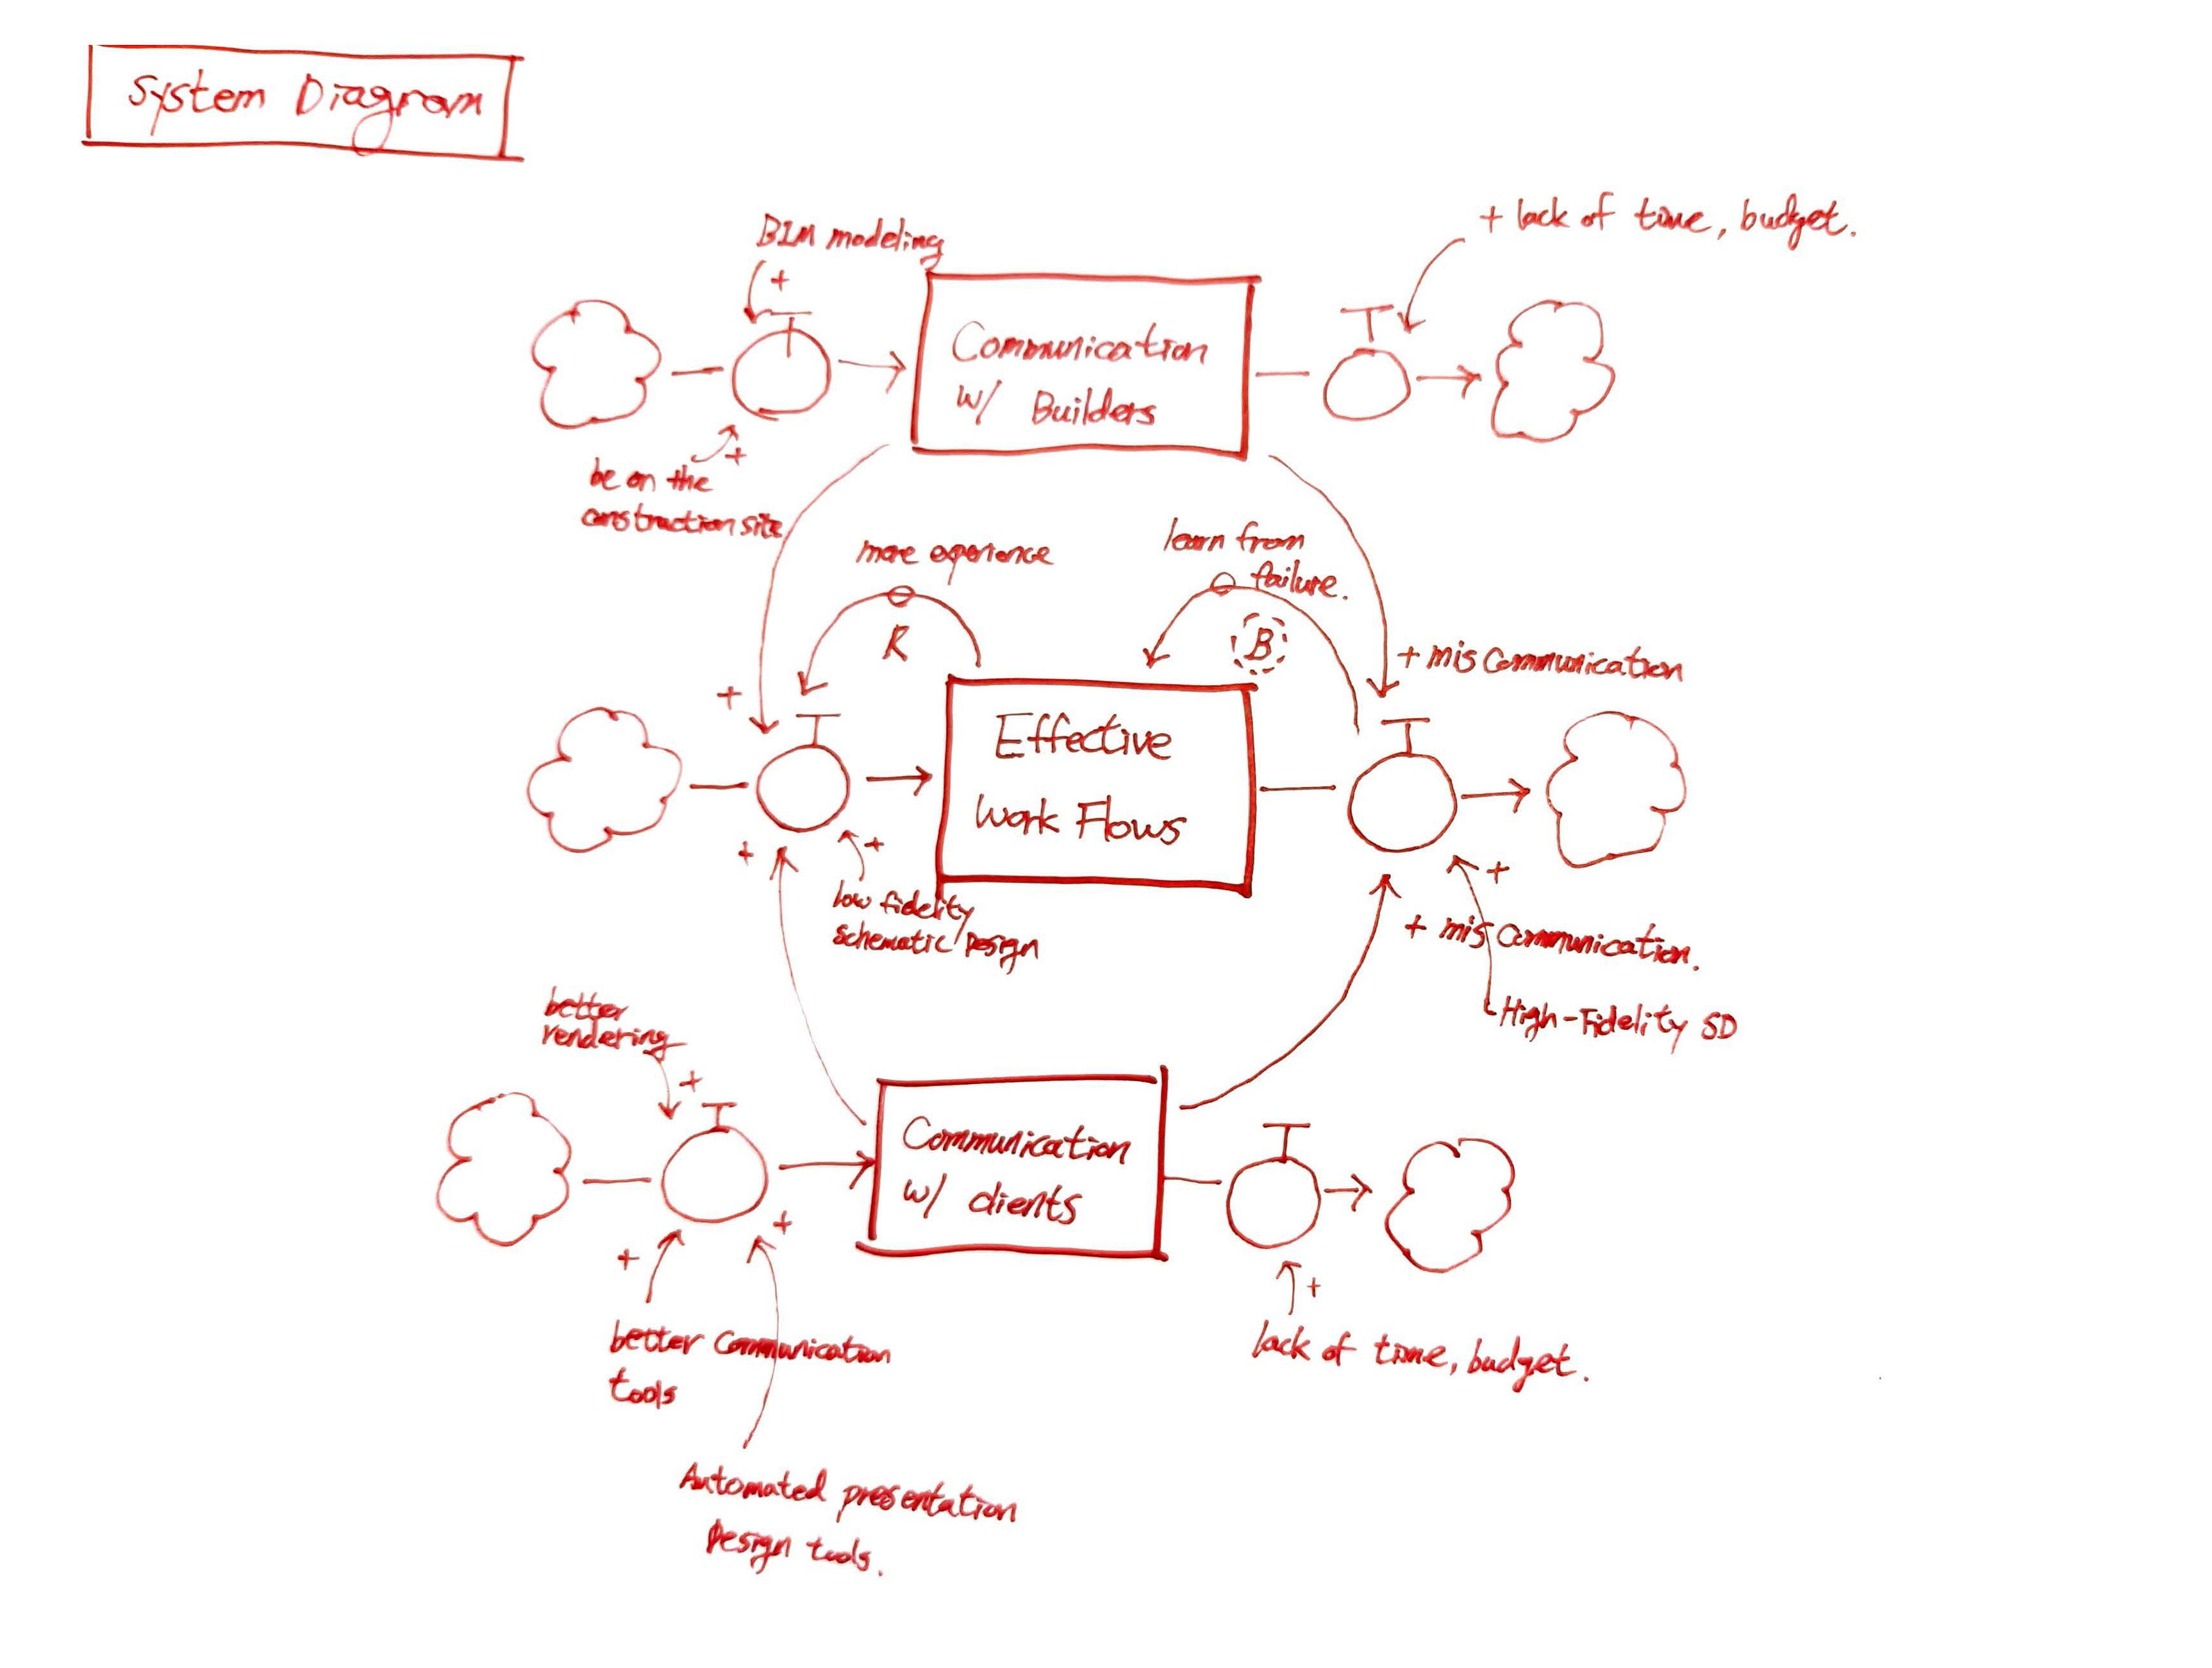 System Diagram
+ lack of time, budget.
BIM modeling
+
Communication
w/ Builders
+
be on the
construction site
more experience
learn from
failure.
R
B
+ mis Communication
+
Effective
Work Flows
+
+
+
low fidelity
schematic Design
+ mis Communication.
High-Fidelity SD
better
rendering
+
Communication
w/ clients
+
+
+
better Communication
tools
lack of time, budget.
Automated presentation
Design tools.